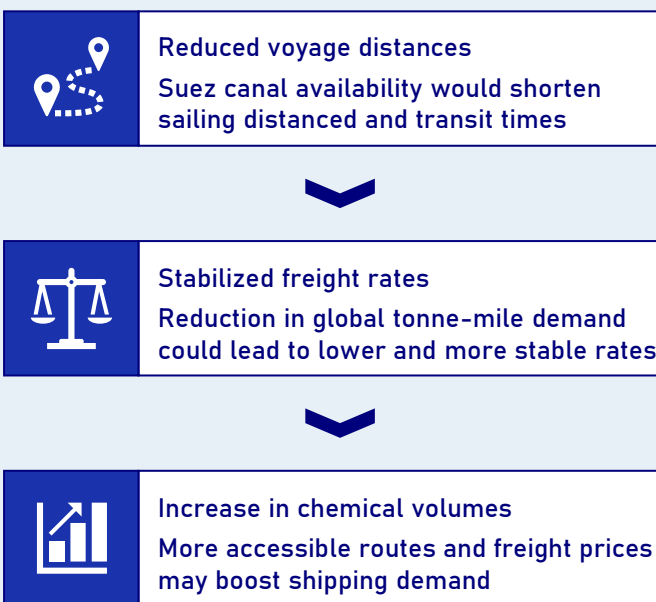 Reduced voyage distances
Suez canal availability would shorten
sailing distanced and transit times
Stabilized freight rates
Reduction in global tonne-mile demand
could lead to lower and more stable rates
Increase in chemical volumes
More accessible routes and freight prices
may boost shipping demand